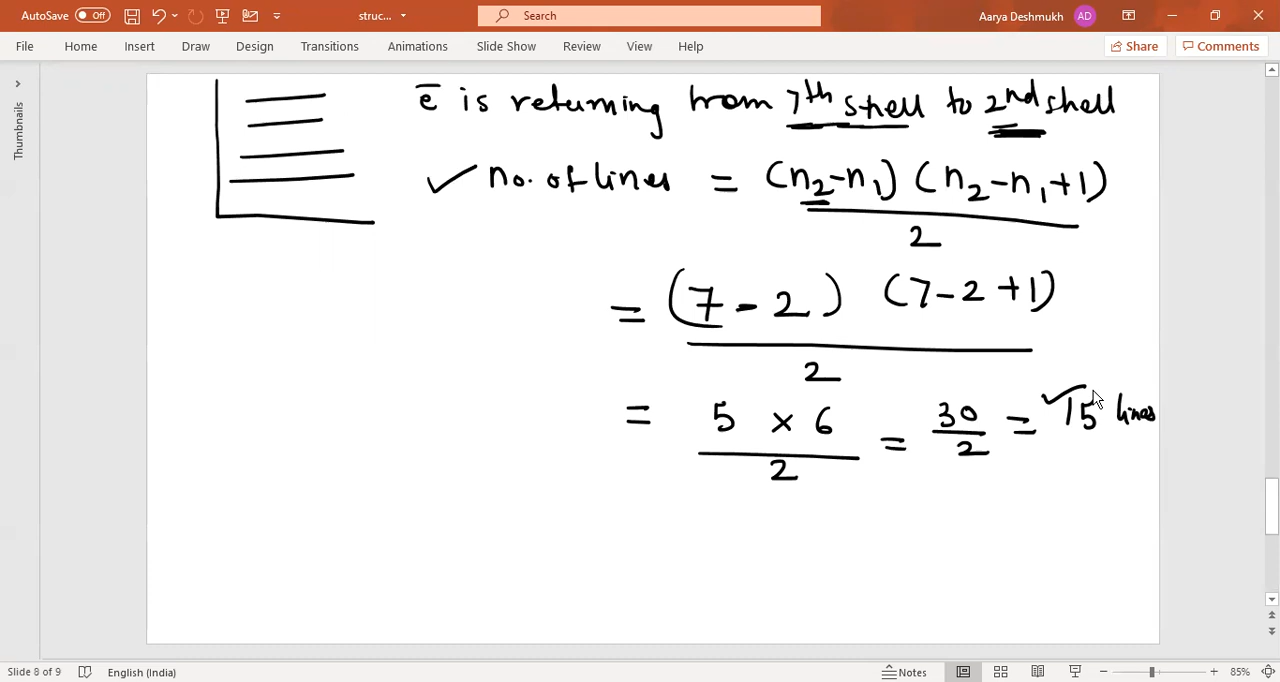 AutoSave Off struc... Search Aarya Deshmukh AD
File Home Insert Draw Design Transitions Animations Slide Show Review View Help Share Comments
Thumbnails
e̅ is returning from 7th shell to 2nd shell
✓ no. of lines = (n₂-n₁) (n₂-n₁+1)
2
= (7-2) (7-2+1)
2
= 5 × 6 / 2 = 30 / 2 = 15 lines
Slide 8 of 9 English (India) Notes 85%